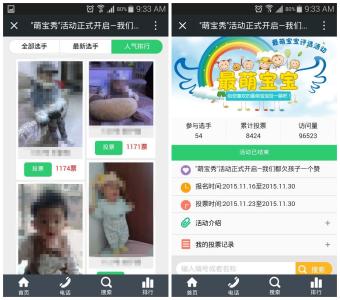 80% 9:33 AM
"萌宝秀"活动正式开启-我们...
全部选手
最新选手
人气排行
投票
1174票
投票
1171票
首页
电话
搜索
排行
80% 9:33 AM
"萌宝秀"活动正式开启-我们...
最萌宝宝评选活动
最萌宝宝
参与选手
累计投票
访问量
54
8424
96523
活动已结束
"萌宝秀"活动正式开启-我们都欠孩子一个赞
报名时间:2015.11.16至2015.11.30
投票时间:2015.11.23至2015.11.30
活动介绍
+
我的投票记录
+
输入编号或者名称
搜索
首页
电话
搜索
排行